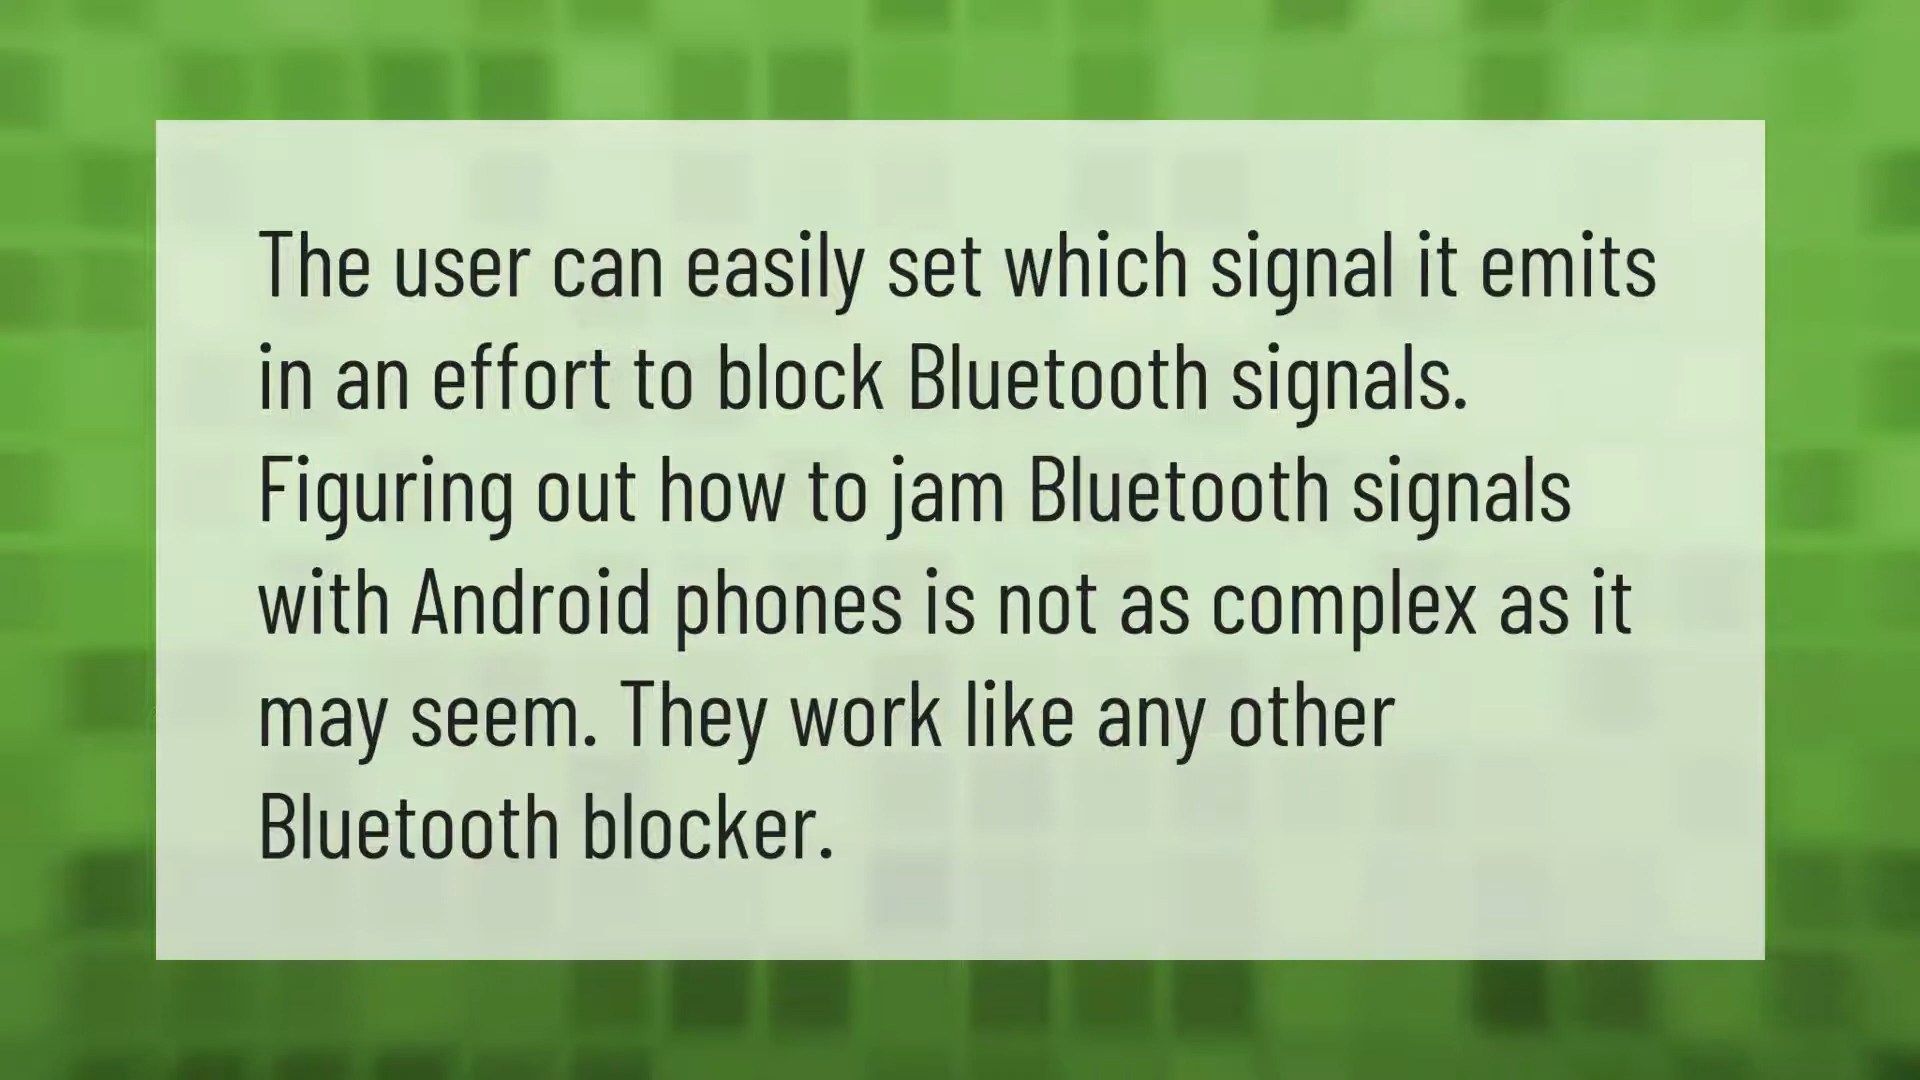 The user can easily set which signal it emits
in an effort to block Bluetooth signals.
Figuring out how to jam Bluetooth signals
with Android phones is not as complex as it
may seem. They work like any other
Bluetooth blocker.